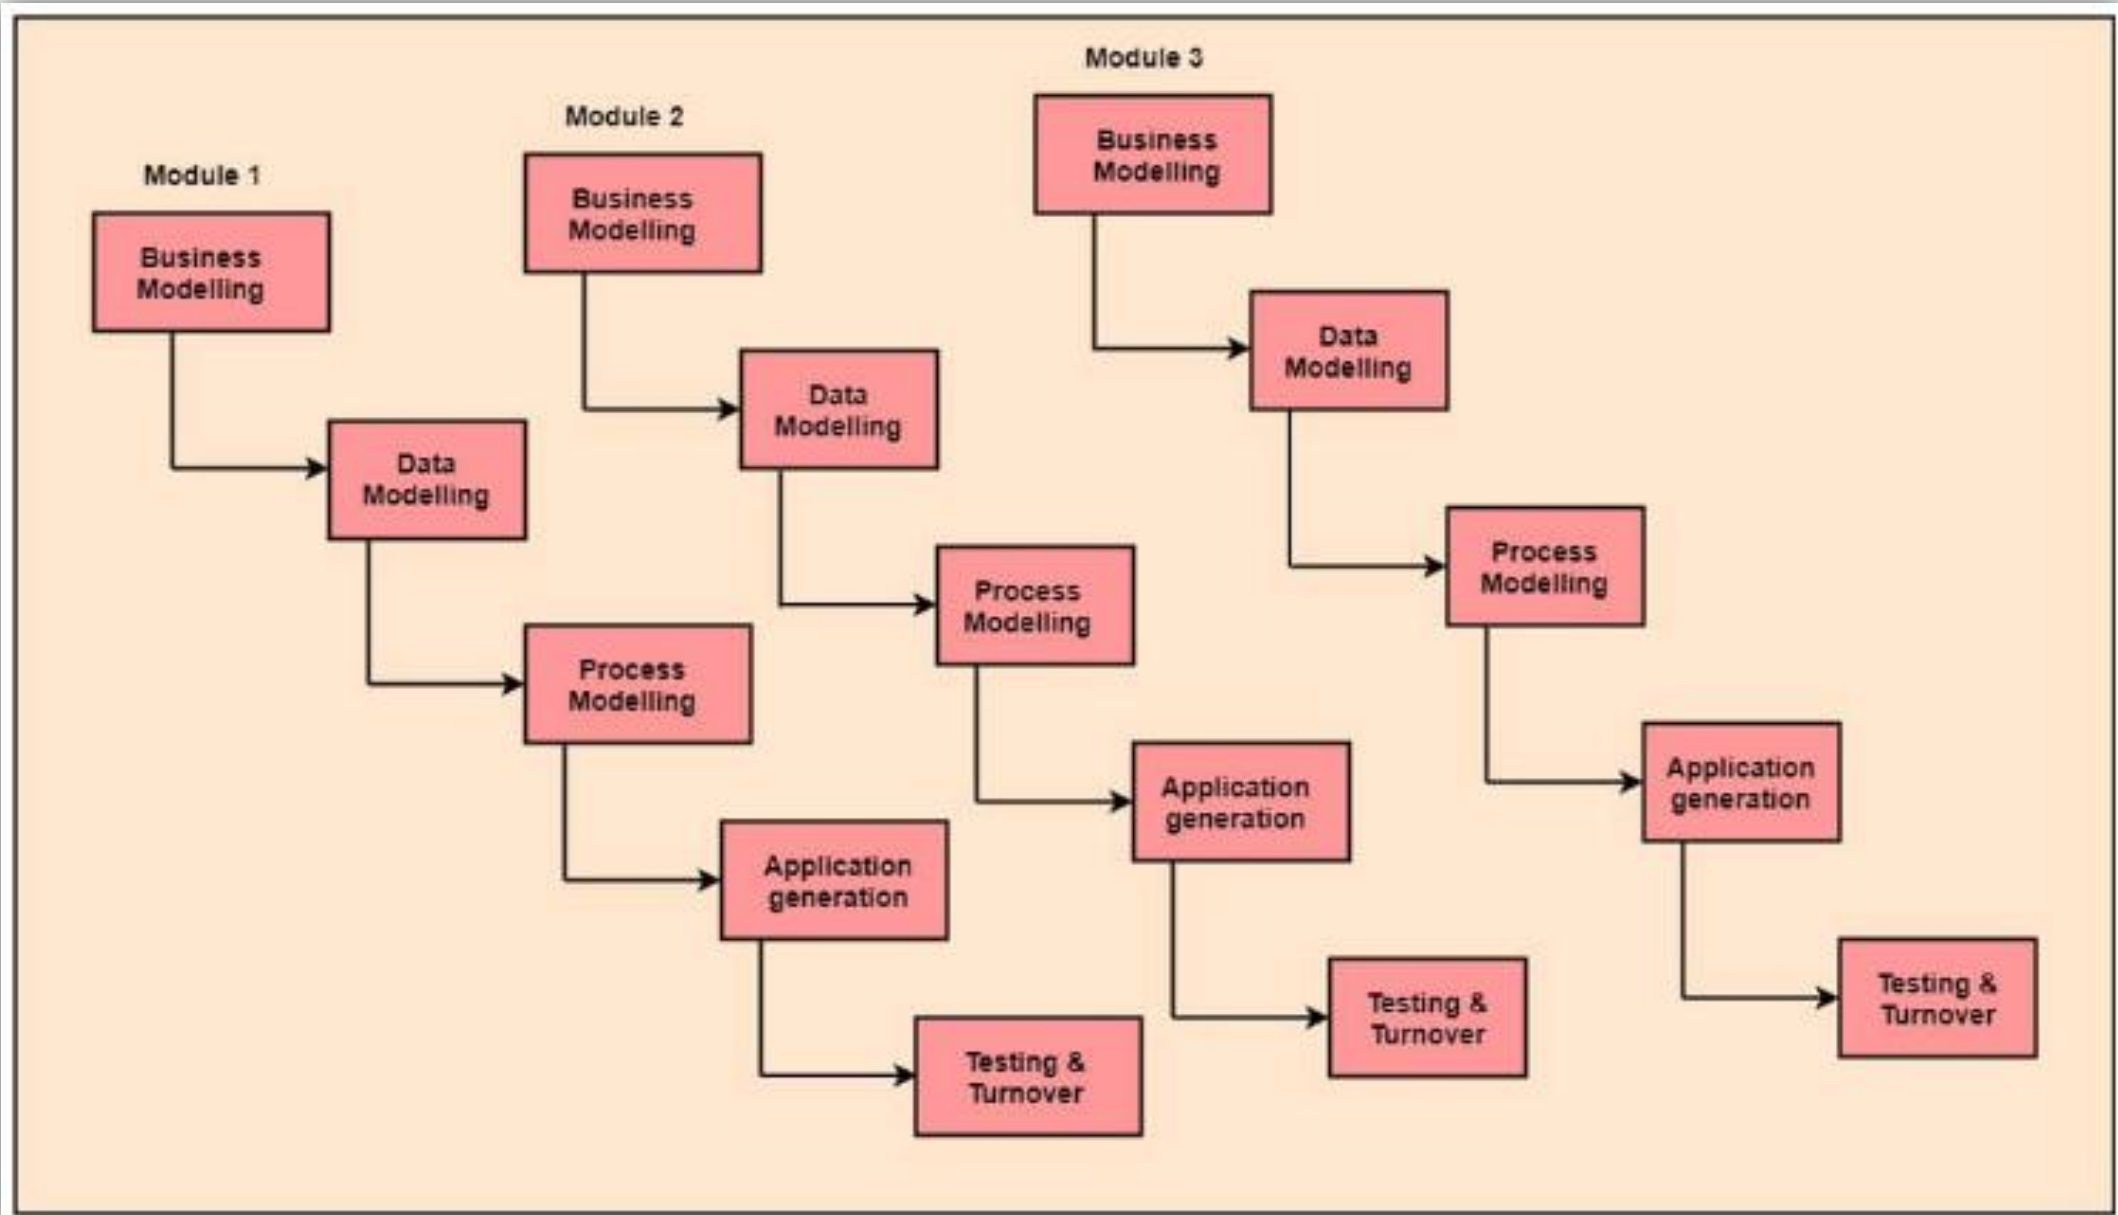 Module 1
Business
Modelling
Data
Modelling
Process
Modelling
Application
generation
Testing &
Turnover
Module 2
Business
Modelling
Data
Modelling
Process
Modelling
Application
generation
Testing &
Turnover
Module 3
Business
Modelling
Data
Modelling
Process
Modelling
Application
generation
Testing &
Turnover